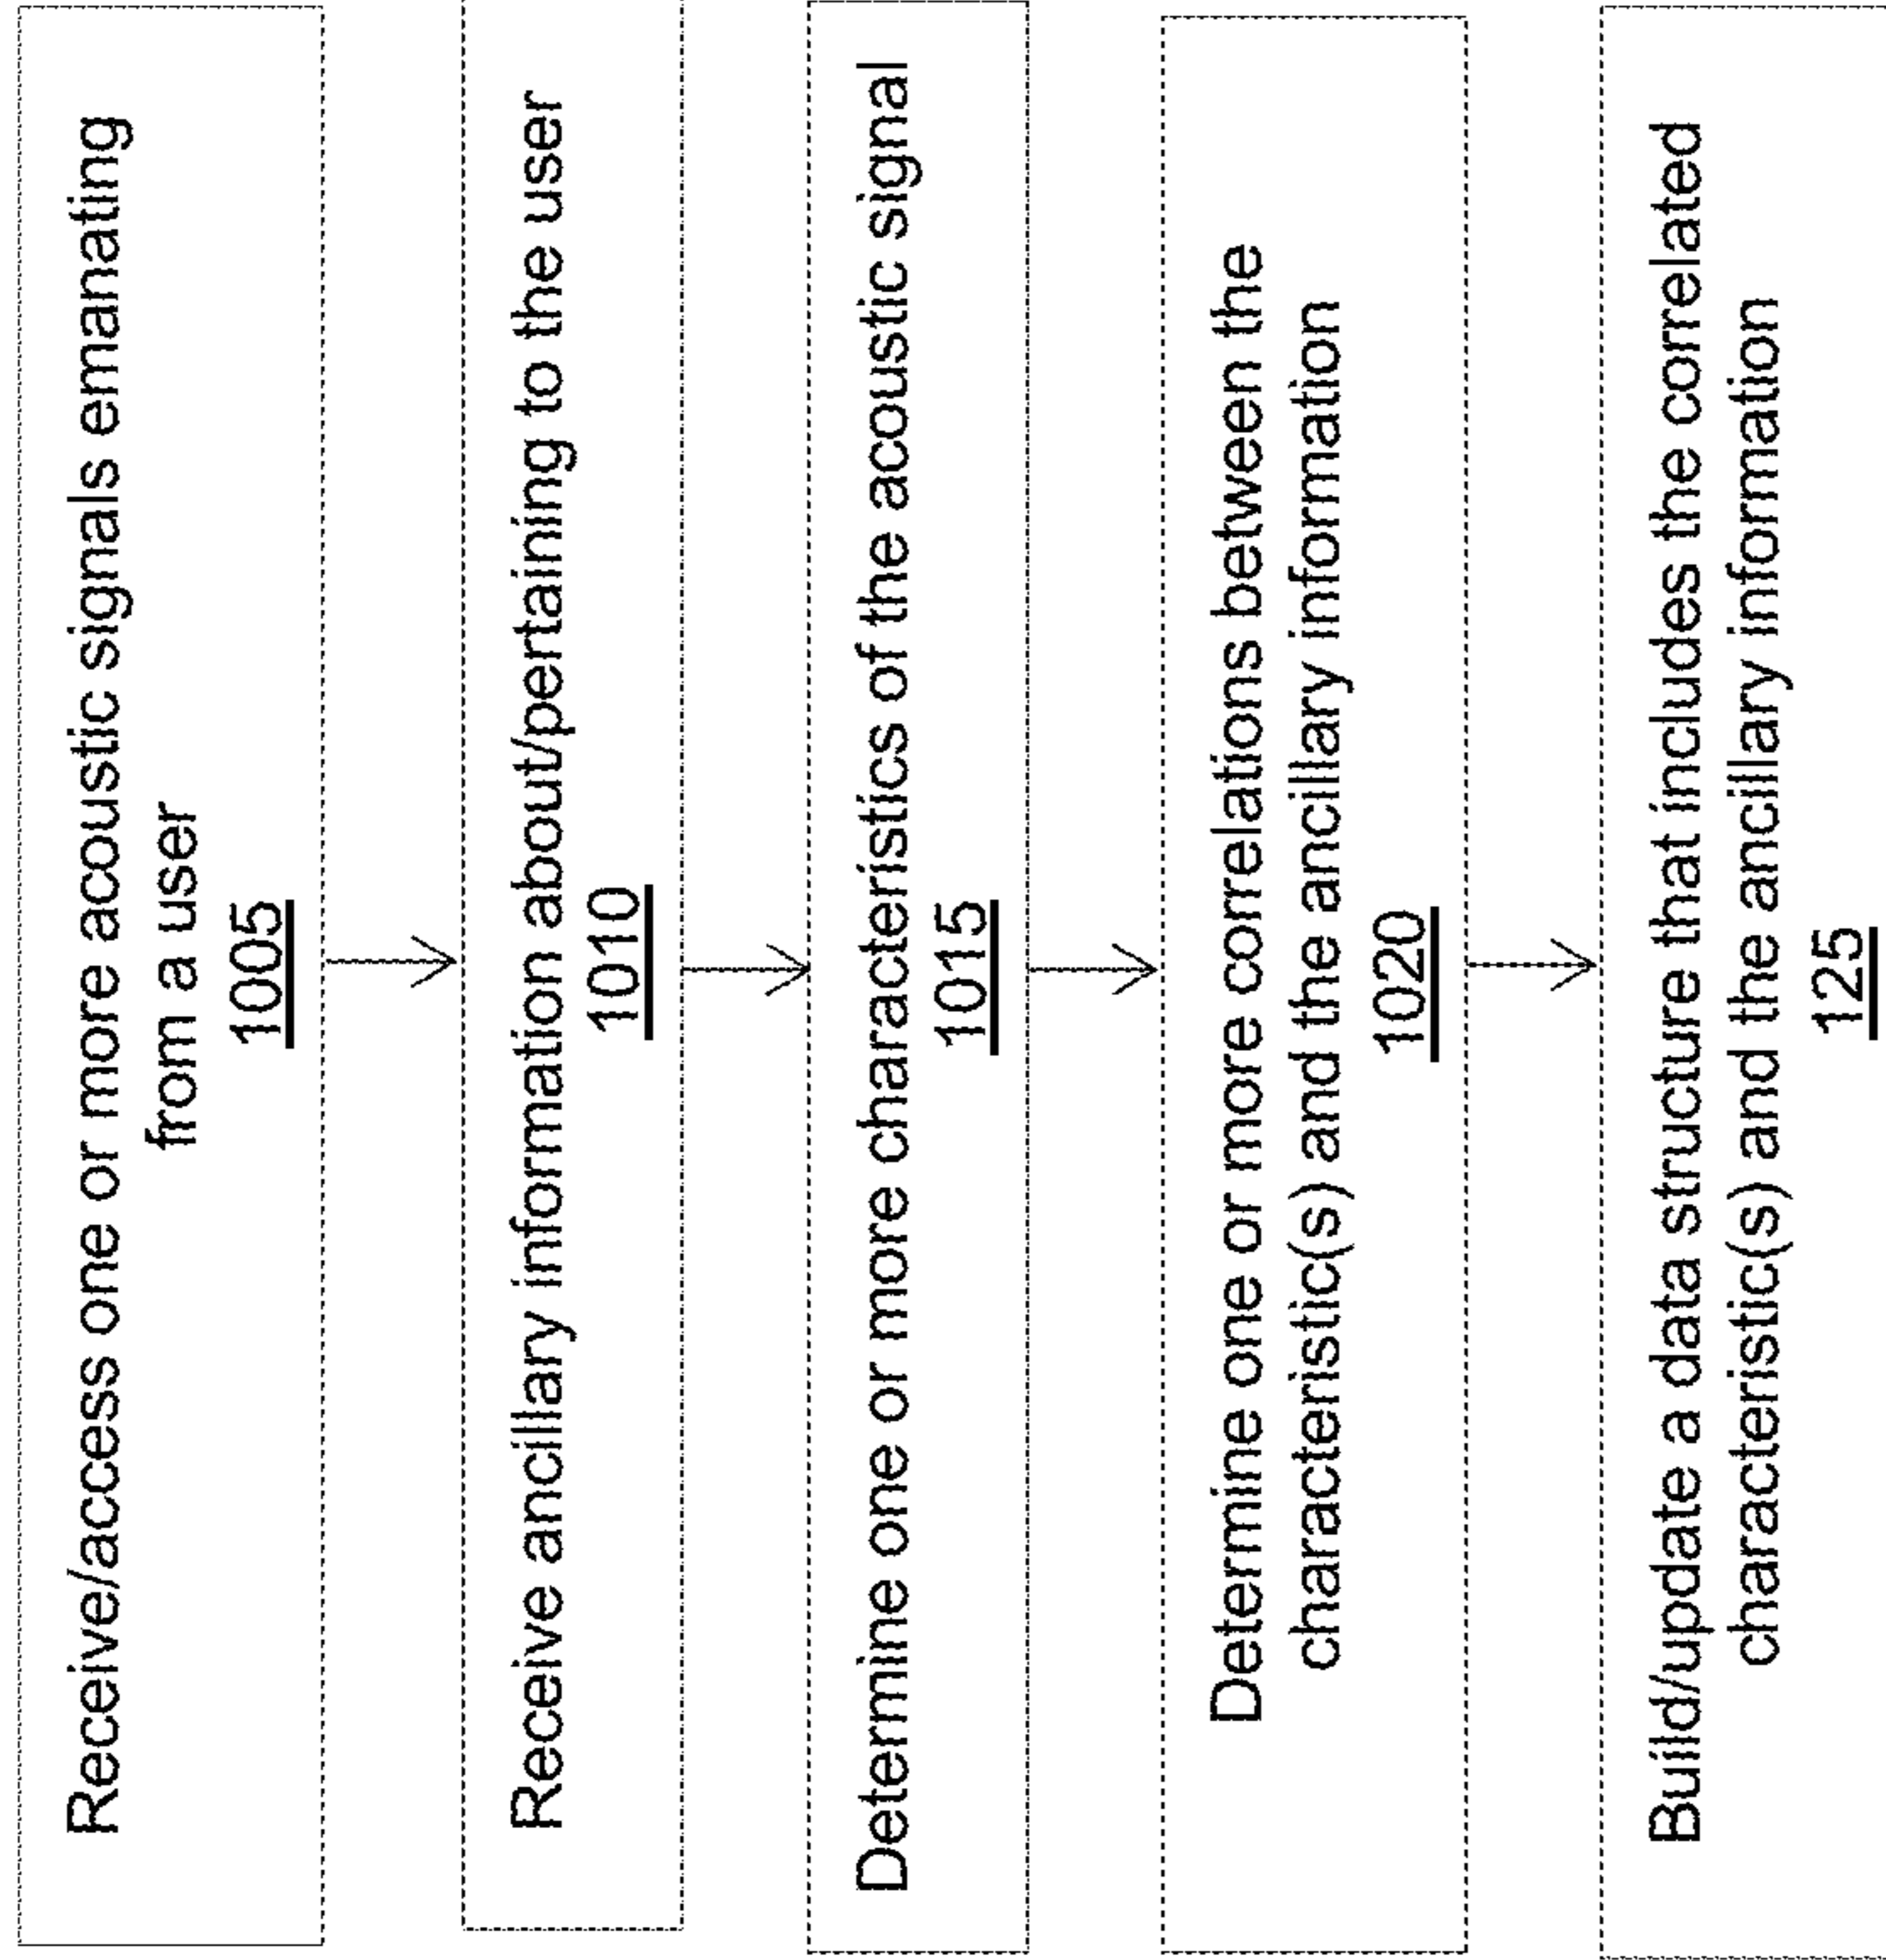 Receive/access one or more acoustic signals emanating
from a user
1005
Receive ancillary information about/pertaining to the user
1010
Determine one or more characteristics of the acoustic signal
1015
Determine one or more correlations between the
characteristic(s) and the ancillary information
1020
Build/update a data structure that includes the correlated
characteristic(s) and the ancillary information
125